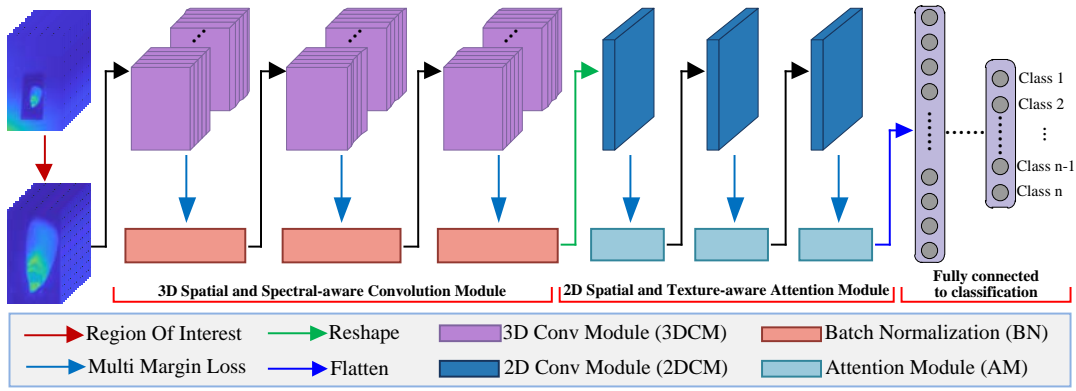 Class 1
Class 2
Class n-1
Class n
3D Spatial and Spectral-aware Convolution Module
2D Spatial and Texture-aware Attention Module
Fully connected
to classification
Region Of Interest
Reshape
3D Conv Module (3DCM)
Batch Normalization (BN)
Multi Margin Loss
Flatten
2D Conv Module (2DCM)
Attention Module (AM)